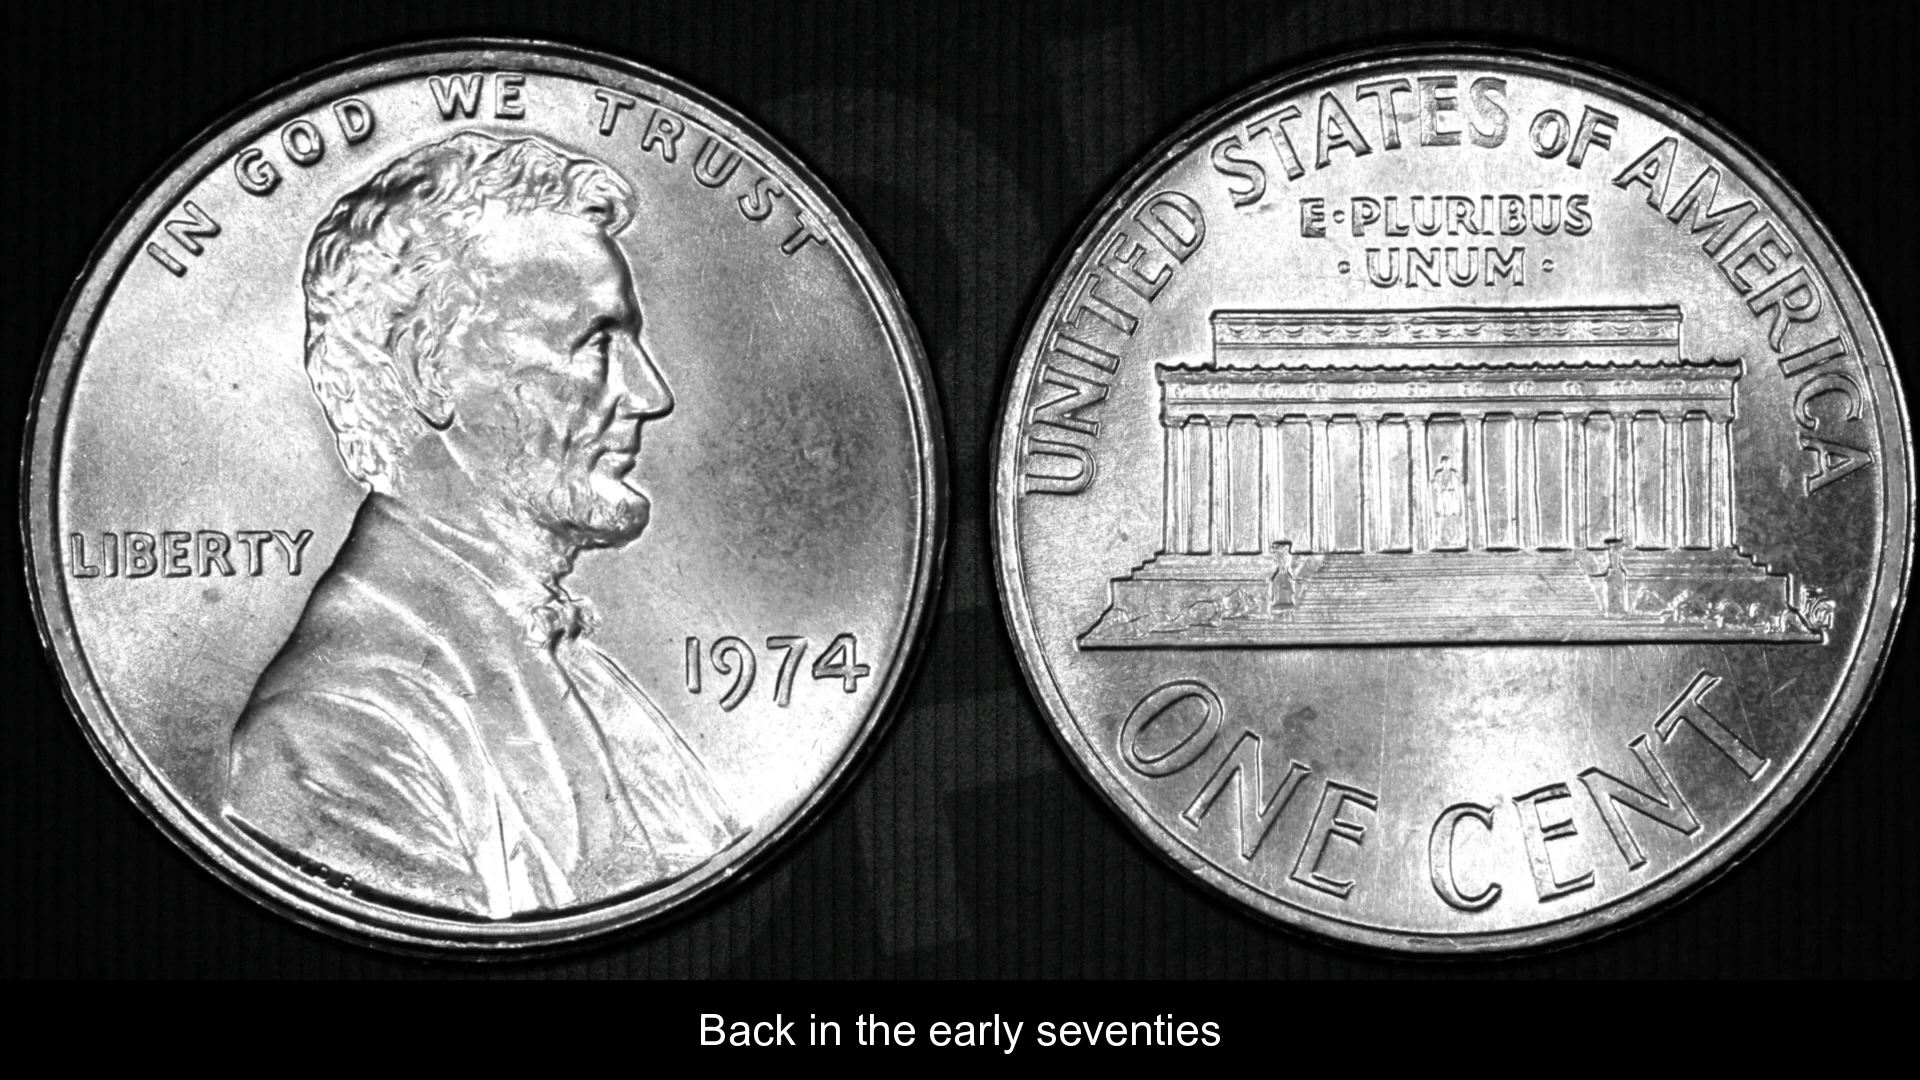 IN GOD WE TRUST
LIBERTY
1974
UNITED STATES OF AMERICA
E·PLURIBUS
·UNUM·
ONE CENT
Back in the early seventies